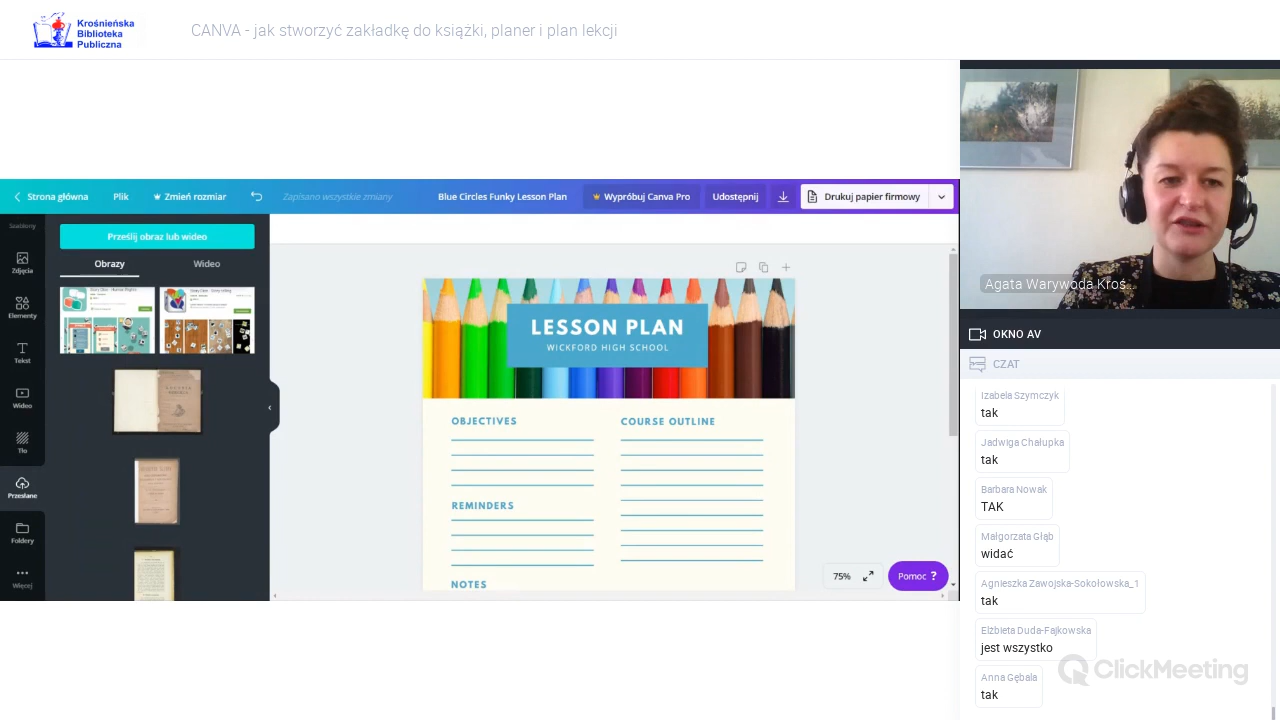 Krośnieńska
Biblioteka
Publiczna
CANVA - jak stworzyć zakładkę do książki, planer i plan lekcji
Strona główna
Plik
Zmień rozmiar
Zapisano wszystkie zmiany
Blue Circles Funky Lesson Plan
Wypróbuj Canva Pro
Udostępnij
Drukuj papier firmowy
Szablony
Zdjęcia
Elementy
Tekst
Wideo
Tło
Przesłane
Foldery
Więcej
Prześlij obraz lub wideo
Obrazy
Wideo
LESSON PLAN
WICKFORD HIGH SCHOOL
OBJECTIVES
COURSE OUTLINE
REMINDERS
NOTES
75%
Pomoc ?
Agata Warywoda Kroś...
OKNO AV
CZAT
Izabela Szymczyk
tak
Jadwiga Chałupka
tak
Barbara Nowak
TAK
Małgorzata Głąb
widać
Agnieszka Zawojska-Sokołowska_1
tak
Elżbieta Duda-Fajkowska
jest wszystko
Anna Gębala
tak
ClickMeeting